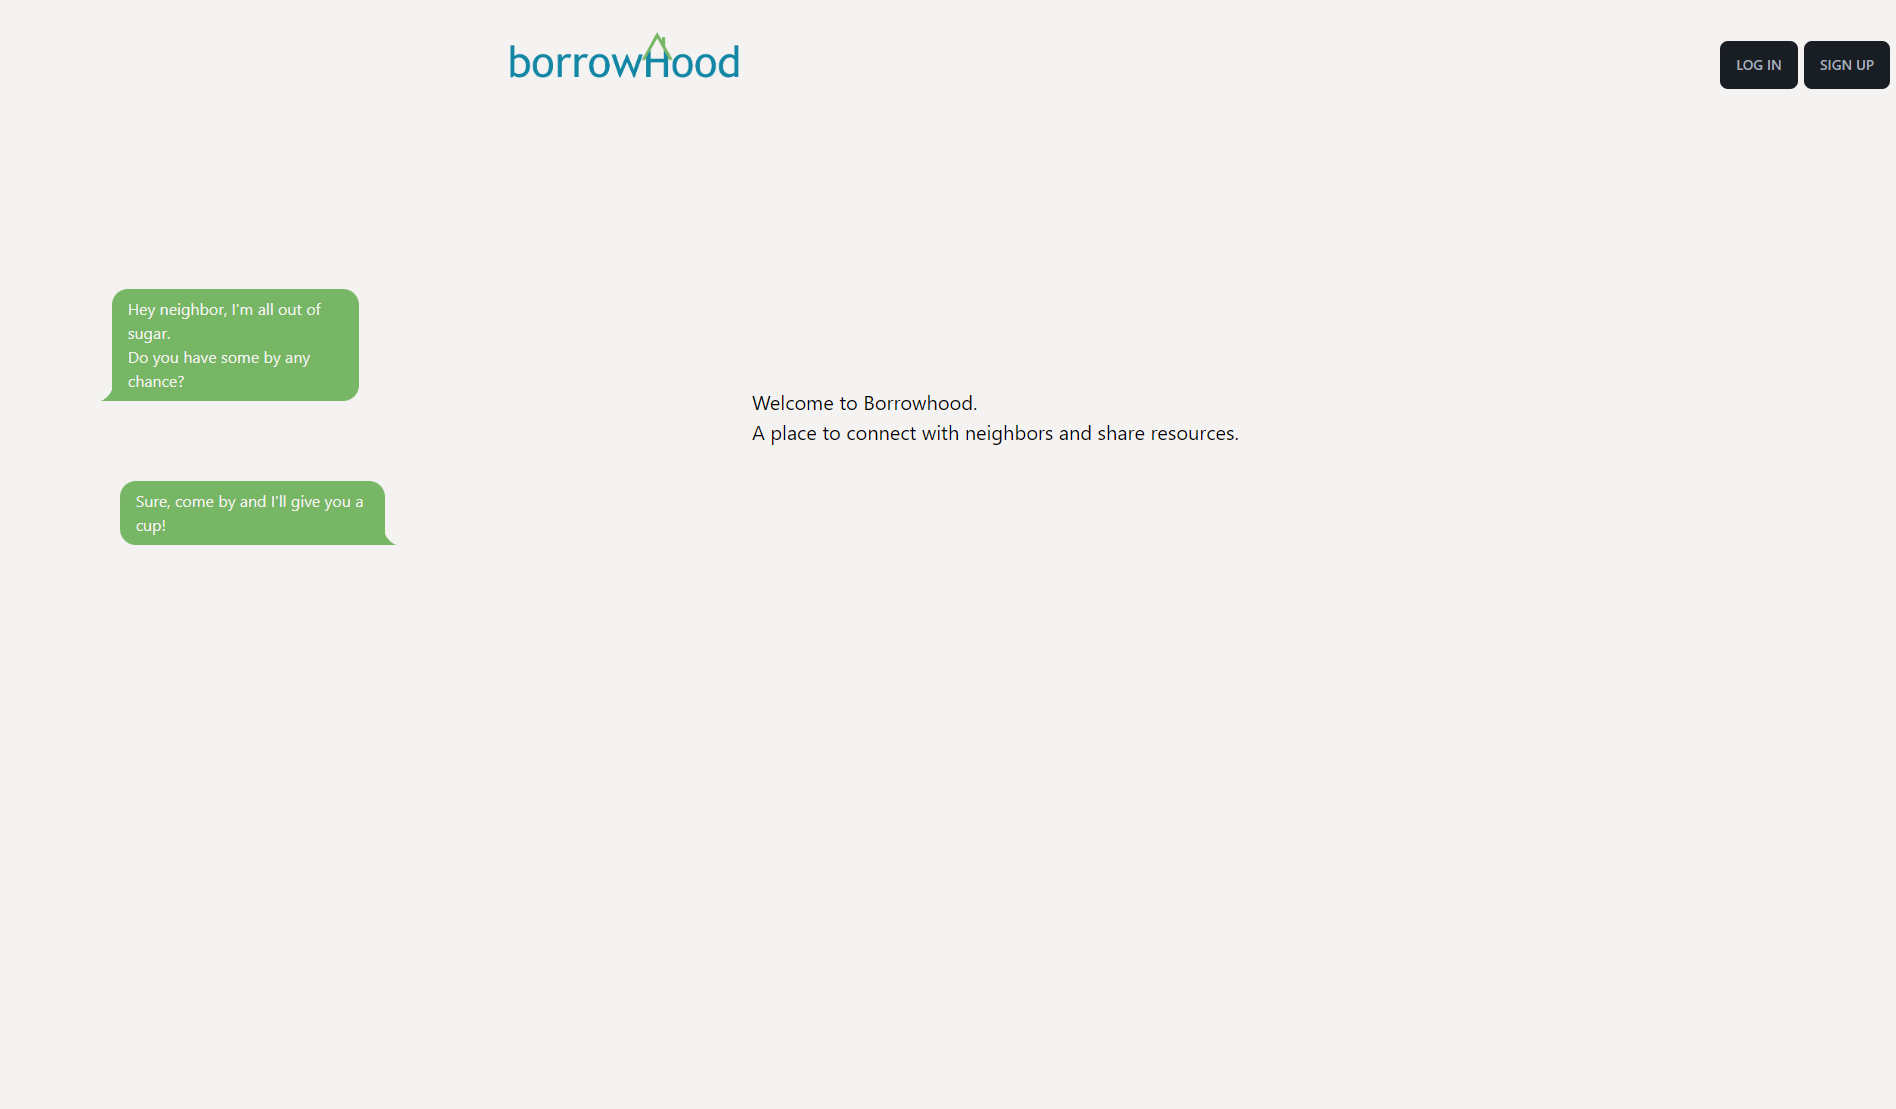 borrowHood
LOG IN
SIGN UP
Hey neighbor, I'm all out of
sugar.
Do you have some by any
chance?
Welcome to Borrowhood.
A place to connect with neighbors and share resources.
Sure, come by and I'll give you a
cup!